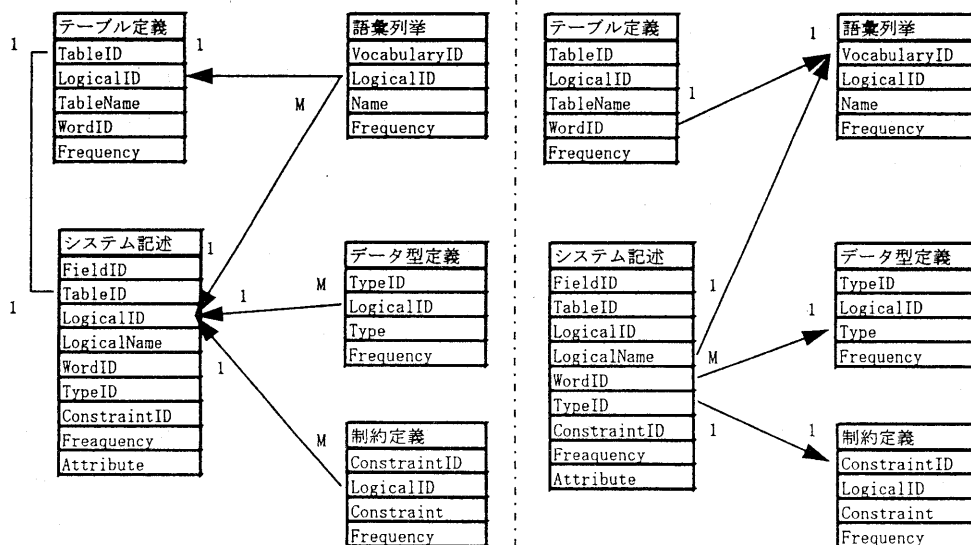 テーブル定義
TableID
LogicalID
TableName
WordID
Frequency
1
1
語彙列挙
VocabularyID
LogicalID
Name
Frequency
M
システム記述
FieldID
TableID
LogicalID
LogicalName
WordID
TypeID
ConstraintID
Freaquency
Attribute
1
1
1
1
データ型定義
TypeID
LogicalID
Type
Frequency
M
制約定義
ConstraintID
LogicalID
Constraint
Frequency
M
テーブル定義
TableID
LogicalID
TableName
WordID
Frequency
1
1
語彙列挙
VocabularyID
LogicalID
Name
Frequency
システム記述
FieldID
TableID
LogicalID
LogicalName
WordID
TypeID
ConstraintID
Freaquency
Attribute
1
M
1
1
データ型定義
TypeID
LogicalID
Type
Frequency
1
制約定義
ConstraintID
LogicalID
Constraint
Frequency